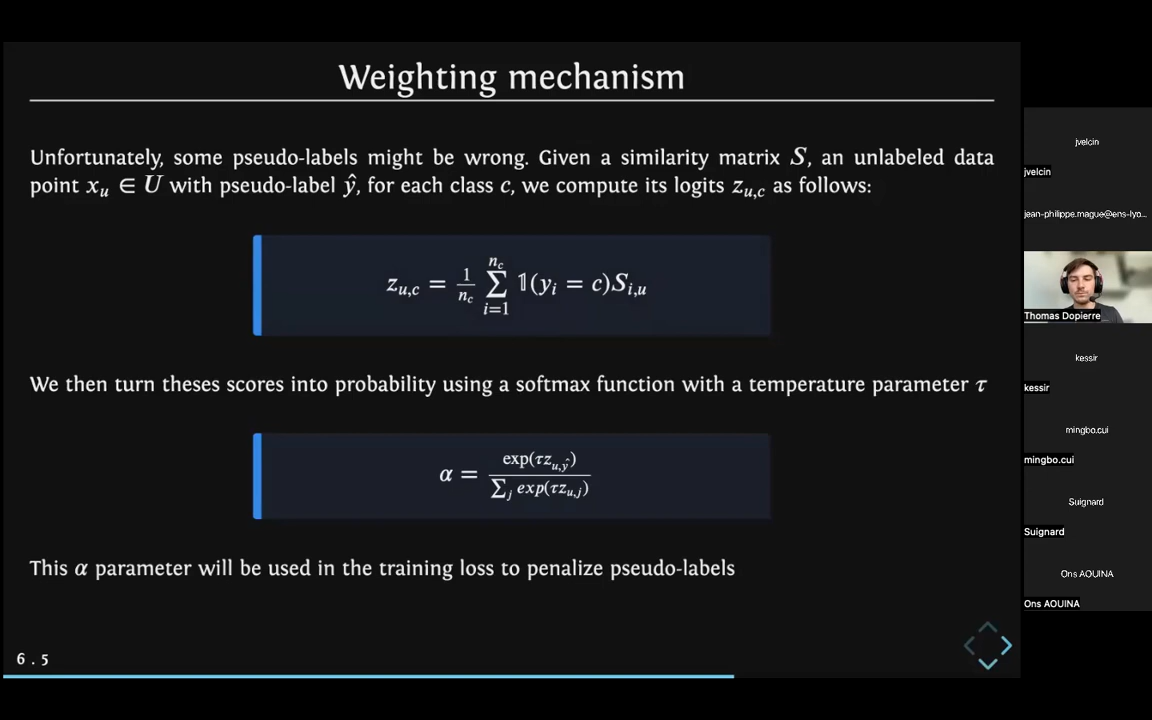 Weighting mechanism
Unfortunately, some pseudo-labels might be wrong. Given a similarity matrix S, an unlabeled data
point x_u ∈ U with pseudo-label ŷ, for each class c, we compute its logits z_{u,c} as follows:
z_{u,c} = \frac{1}{n_c} \sum_{i=1}^{n_c} 𝟙(y_i = c)S_{i,u}
We then turn theses scores into probability using a softmax function with a temperature parameter τ
α = \frac{exp(τz_{u,ŷ})}{\sum_j exp(τz_{u,j})}
This α parameter will be used in the training loss to penalize pseudo-labels
6 . 5
jvelcin
jvelcin
jean-philippe.mague@ens-lyo...
Thomas Dopierre
kessir
kessir
mingbo.cui
mingbo.cui
Suignard
Suignard
Ons AOUINA
Ons AOUINA